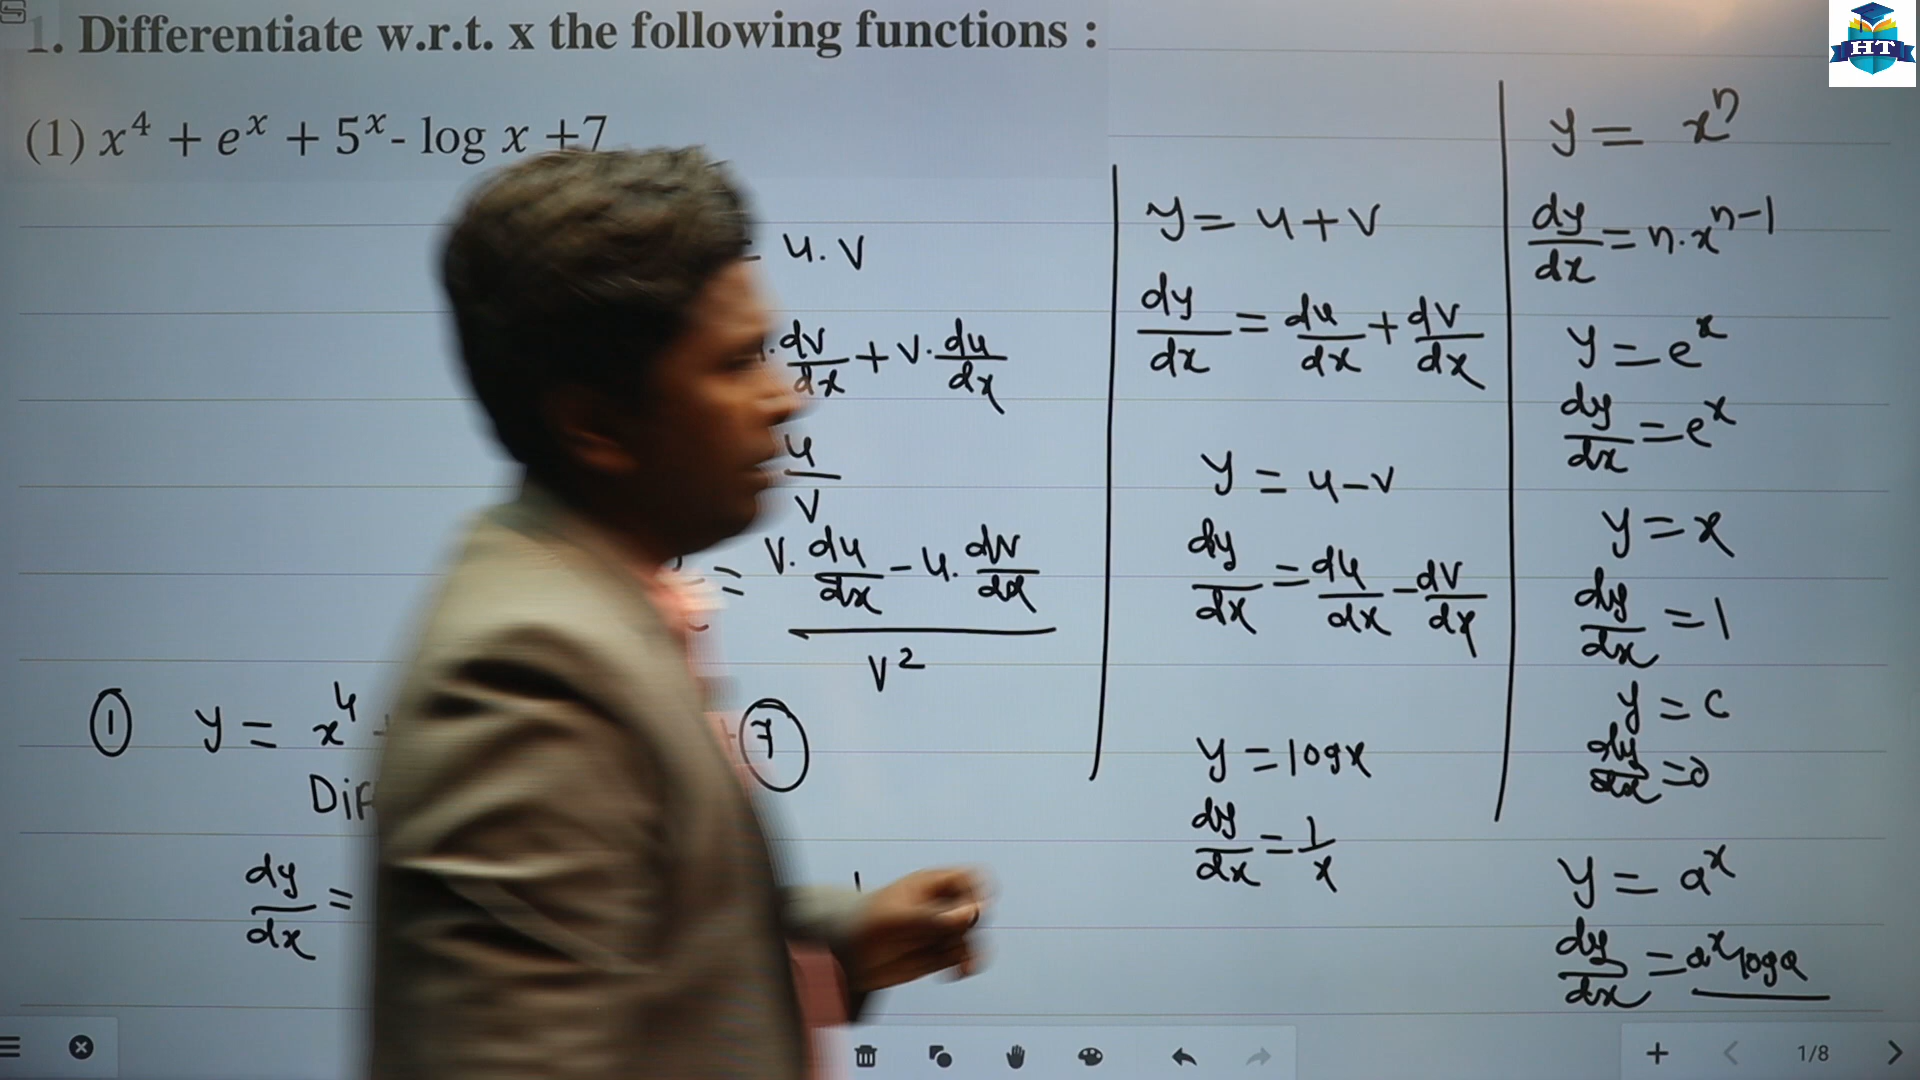 1. Differentiate w.r.t. x the following functions :
(1) x⁴ + eˣ + 5ˣ - log x +7
= u.v
.dv/dx + v.du/dx
u/v
= (v.du/dx - u.dv/dx)/v²
① y = x⁴ + 7
Dif
dy/dx =
y = u+v
dy/dx = du/dx + dv/dx
y = u-v
dy/dx = du/dx - dv/dx
y = logx
dy/dx = 1/x
y = xⁿ
dy/dx = n.xⁿ⁻¹
y = eˣ
dy/dx = eˣ
y = x
dy/dx = 1
y = c
dy/dx = 0
y = aˣ
dy/dx = aˣloga
HT
1/8